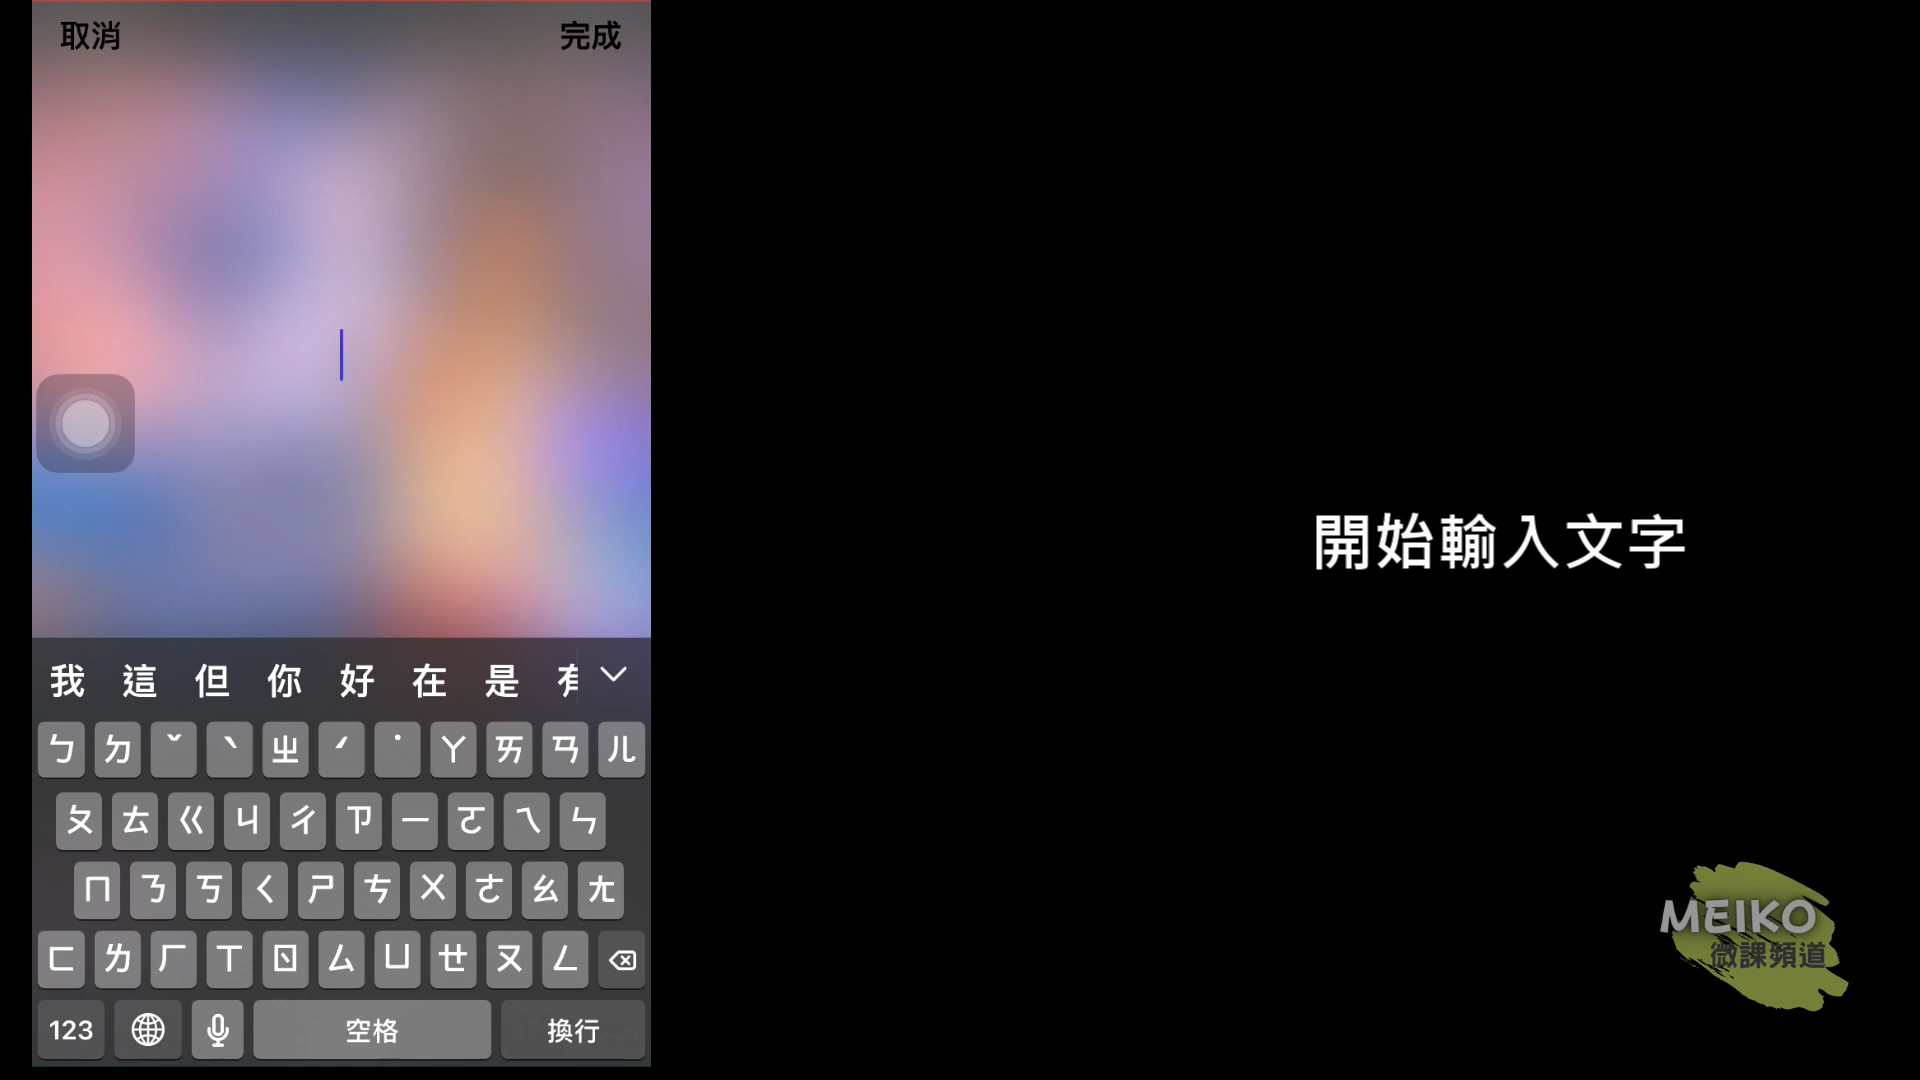 取消 完成
開始輸入文字
我 這 但 你 好 在 是 有
ㄅ ㄉ ˇ ˋ ㄓ ˊ ˙ ㄚ ㄞ ㄢ ㄦ
ㄆ ㄊ ㄍ ㄐ ㄔ ㄗ ㄧ ㄛ ㄟ ㄣ
ㄇ ㄋ ㄎ ㄑ ㄕ ㄘ ㄨ ㄜ ㄠ ㄤ
ㄈ ㄌ ㄏ ㄒ ㄖ ㄙ ㄩ ㄝ ㄡ ㄥ
123 空格 換行
MEIKO
微課頻道